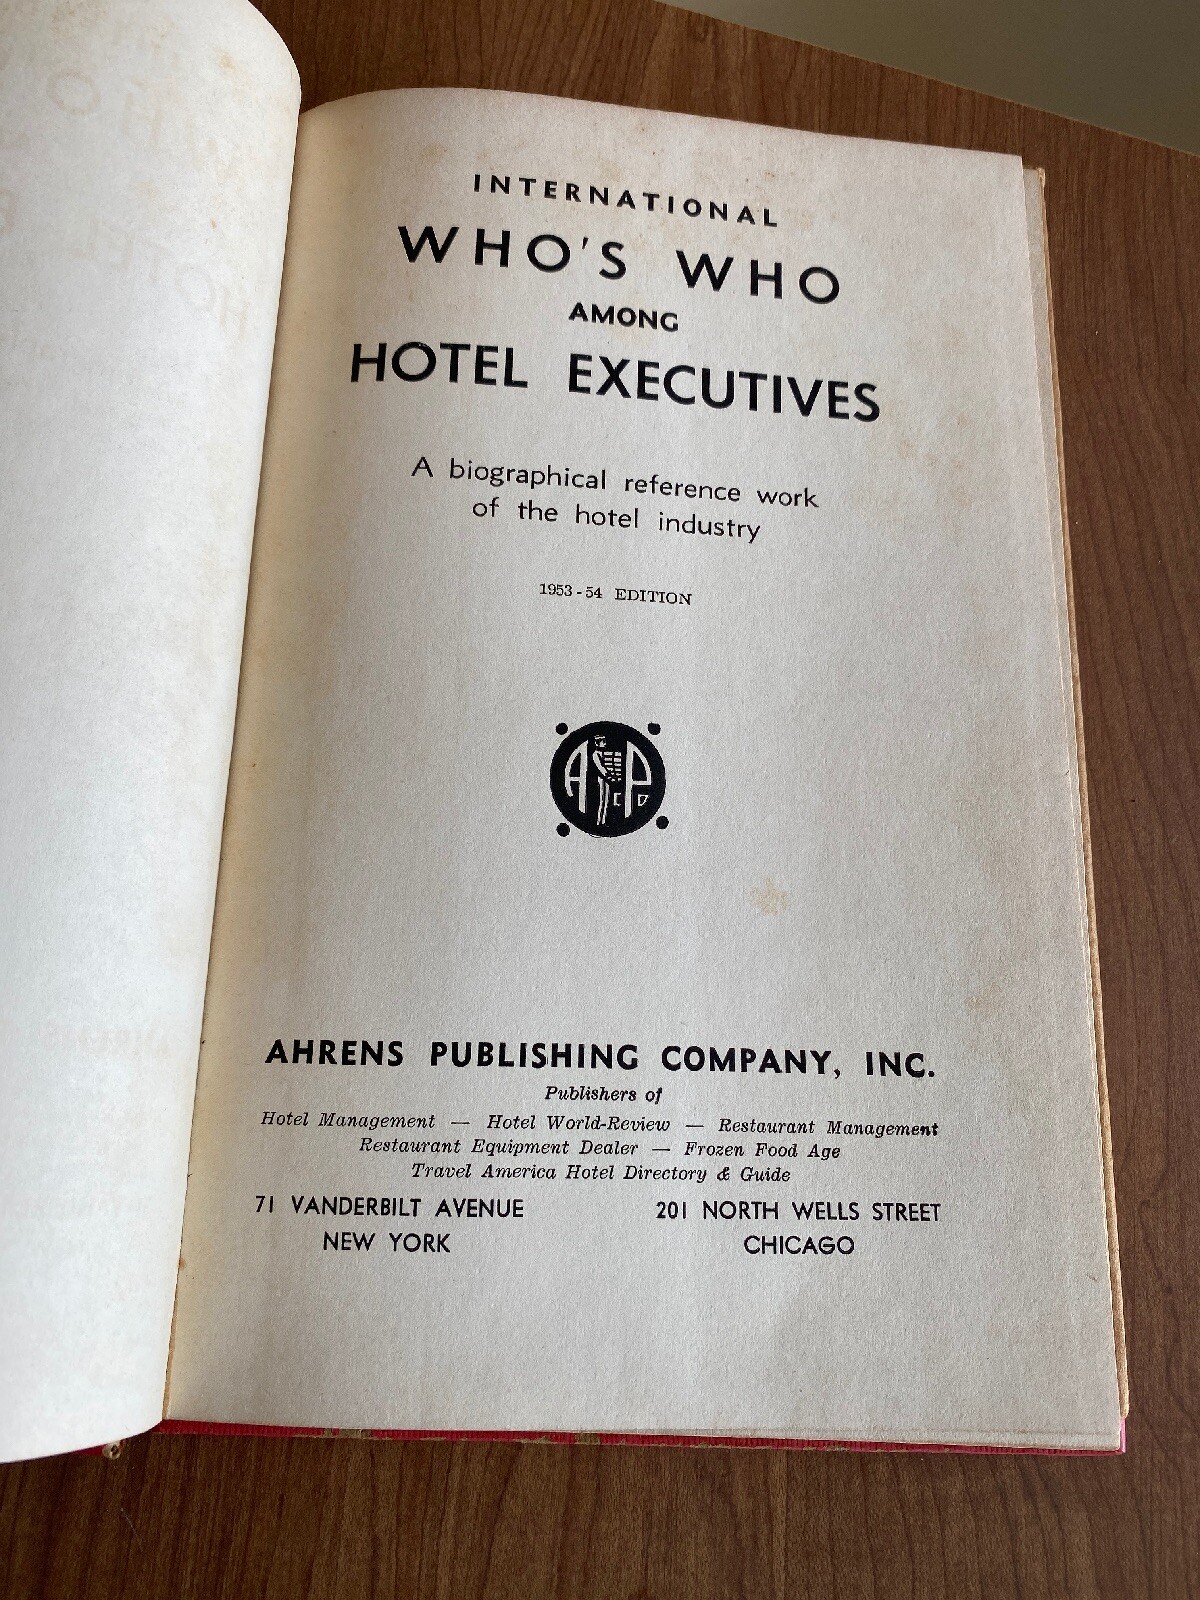 INTERNATIONAL
WHO'S WHO
AMONG
HOTEL EXECUTIVES
A biographical reference work
of the hotel industry
1953-54 EDITION
AHRENS PUBLISHING COMPANY, INC.
Publishers of
Hotel Management — Hotel World-Review — Restaurant Management
Restaurant Equipment Dealer — Frozen Food Age
Travel America Hotel Directory & Guide
71 VANDERBILT AVENUE 201 NORTH WELLS STREET
NEW YORK CHICAGO